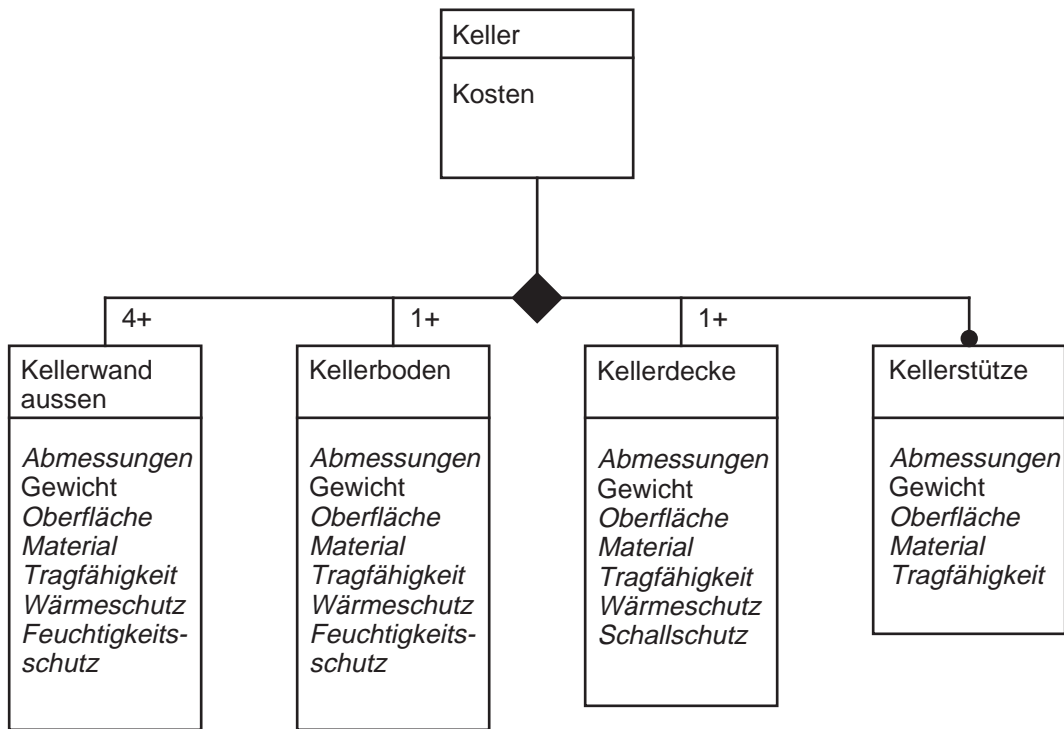 Keller
Kosten
4+
1+
1+
Kellerwand
aussen
Abmessungen
Gewicht
Oberfläche
Material
Tragfähigkeit
Wärmeschutz
Feuchtigkeits-
schutz
Kellerboden
Abmessungen
Gewicht
Oberfläche
Material
Tragfähigkeit
Wärmeschutz
Feuchtigkeits-
schutz
Kellerdecke
Abmessungen
Gewicht
Oberfläche
Material
Tragfähigkeit
Wärmeschutz
Schallschutz
Kellerstütze
Abmessungen
Gewicht
Oberfläche
Material
Tragfähigkeit